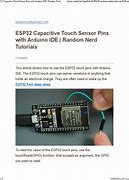 ESP32 Capacitive Touch Sensor Pins
with Arduino IDE | Random Nerd
Tutorials
This article shows how to use the ESP32 touch pins with Arduino
IDE. The ESP32 touch pins can sense variations in anything that
holds an electrical charge. They are often used to wake up the
ESP32 from deep sleep.
To read the value of the ESP32 touch pins, use the
touchRead(GPIO) function, that accepts as argument, the GPIO
you want to read.